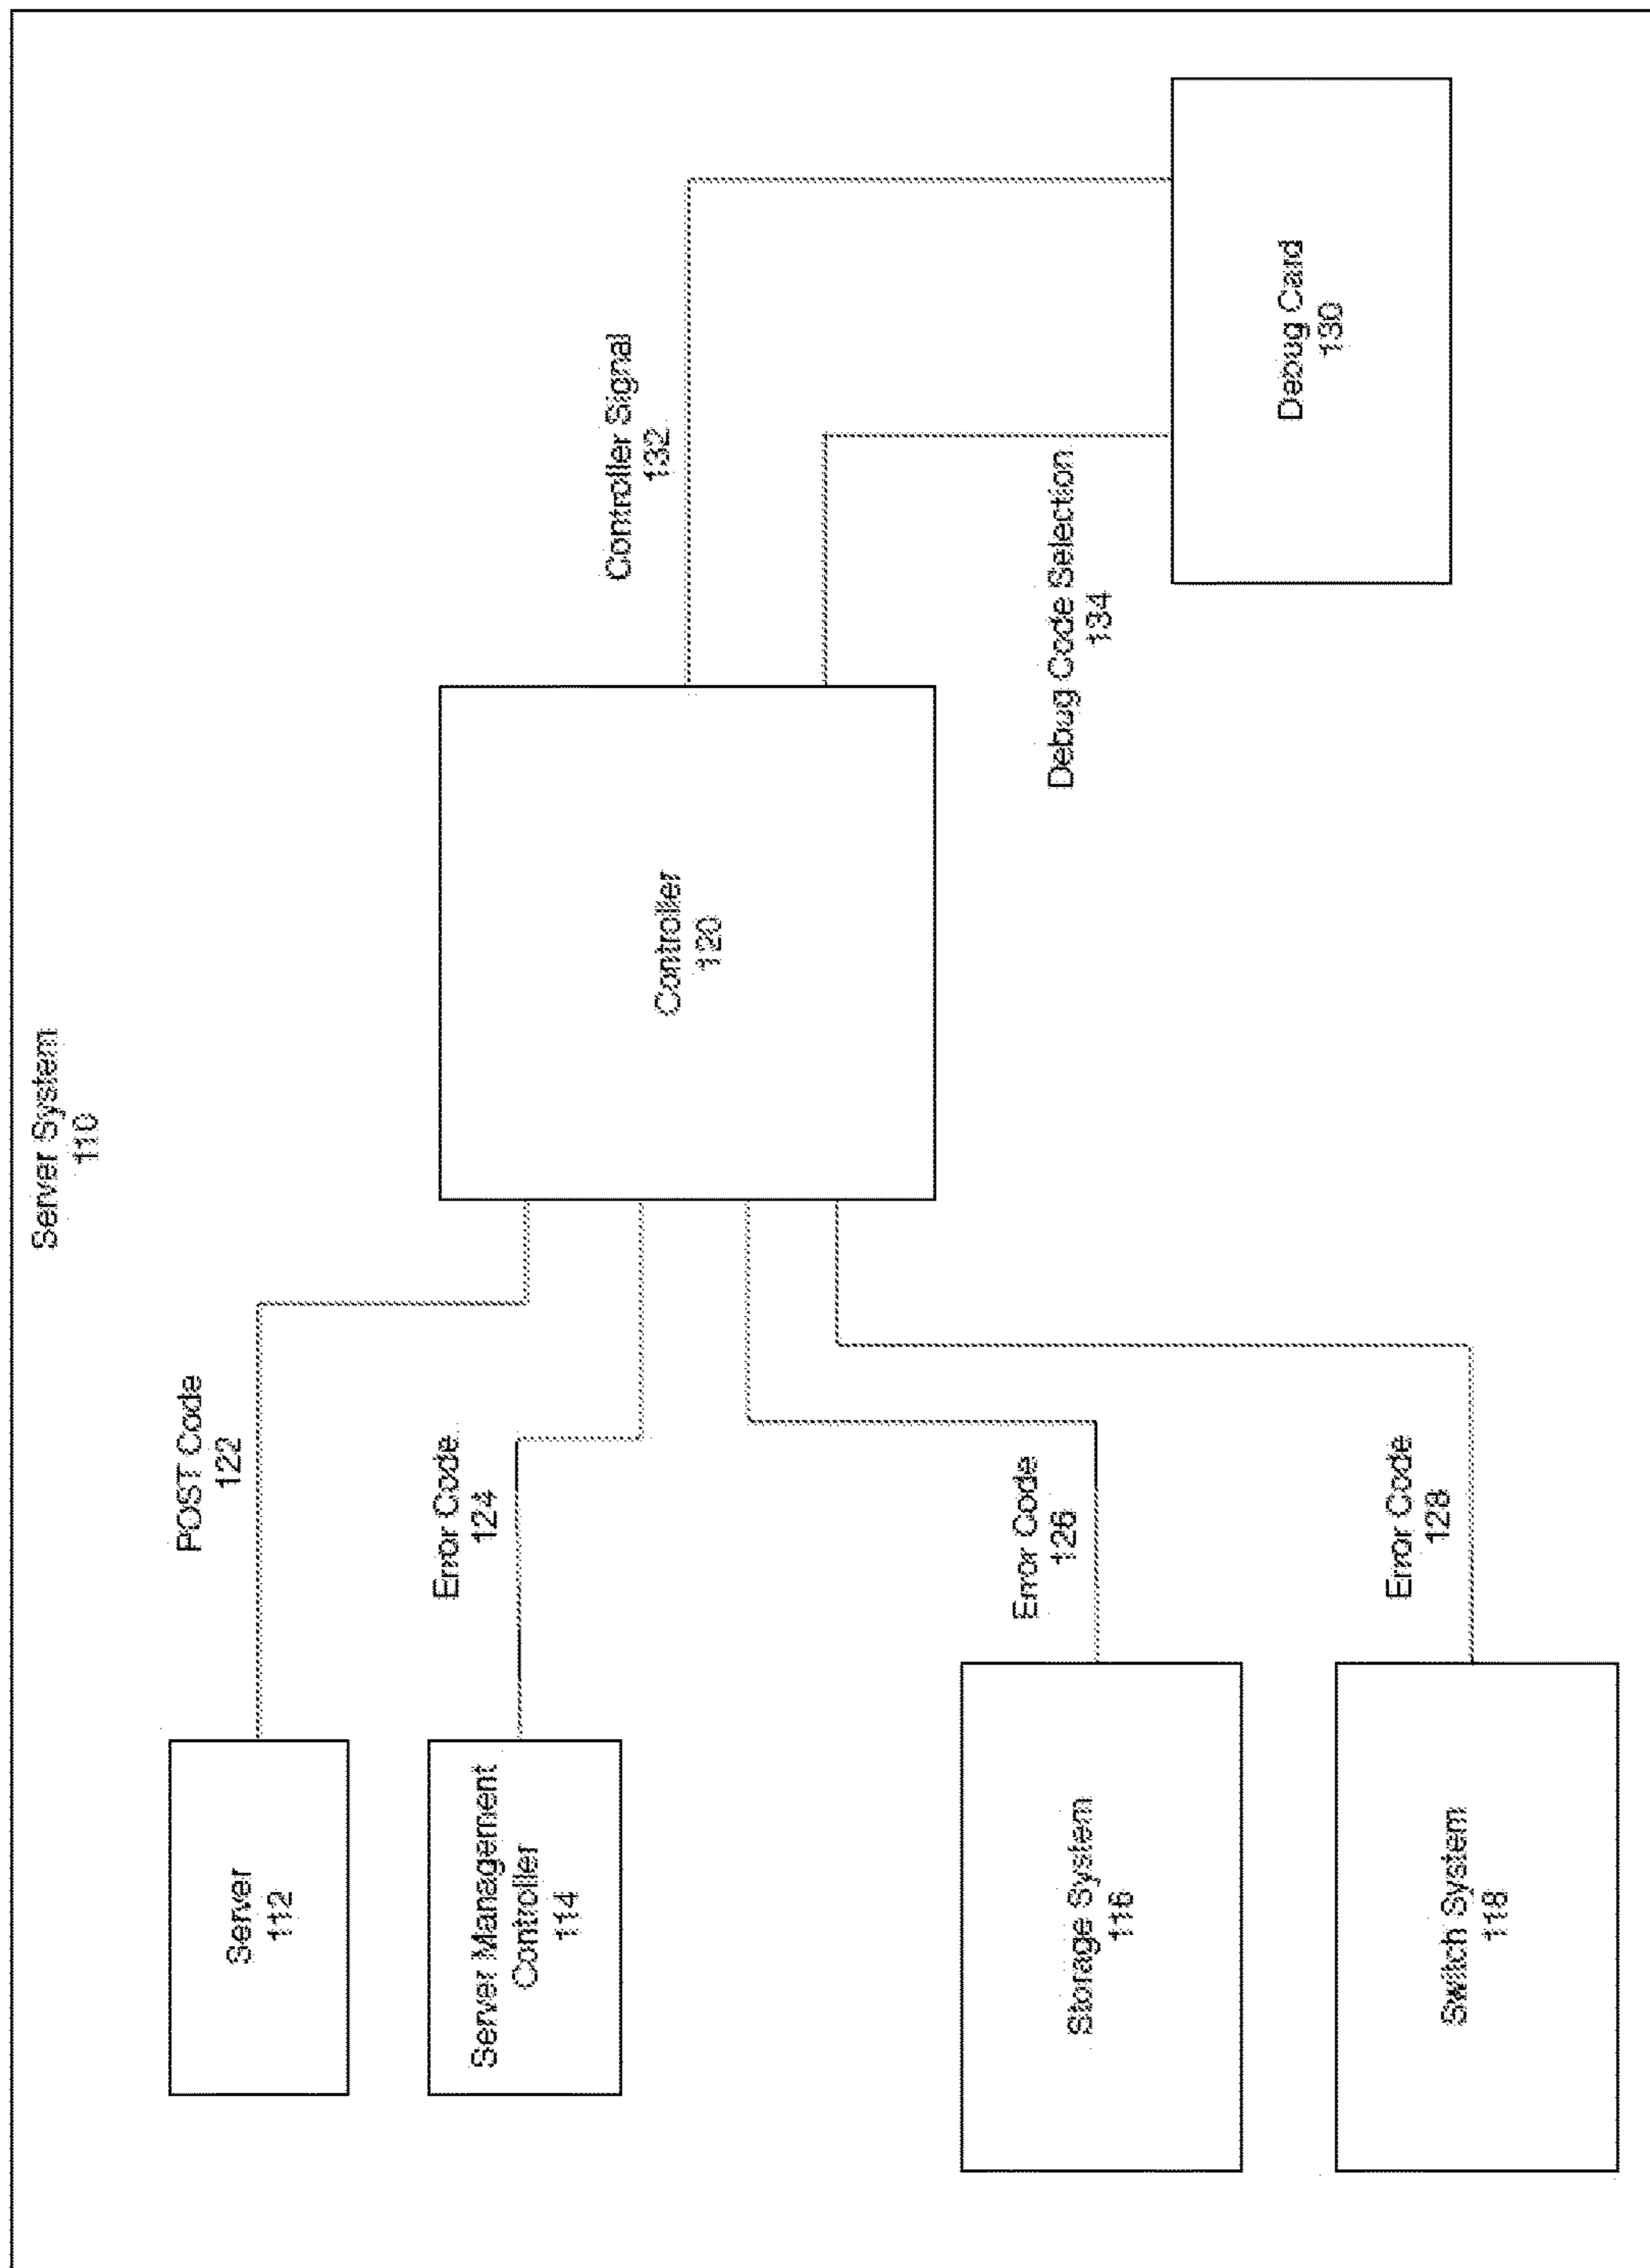 Server System
110
POST Code
122
Error Code
124
Error Code
126
Error Code
128
Server
112
Server Management
Controller
114
Storage System
116
Switch System
118
Controller
120
Controller Signal
132
Debug Code Selection
134
Debug Card
130